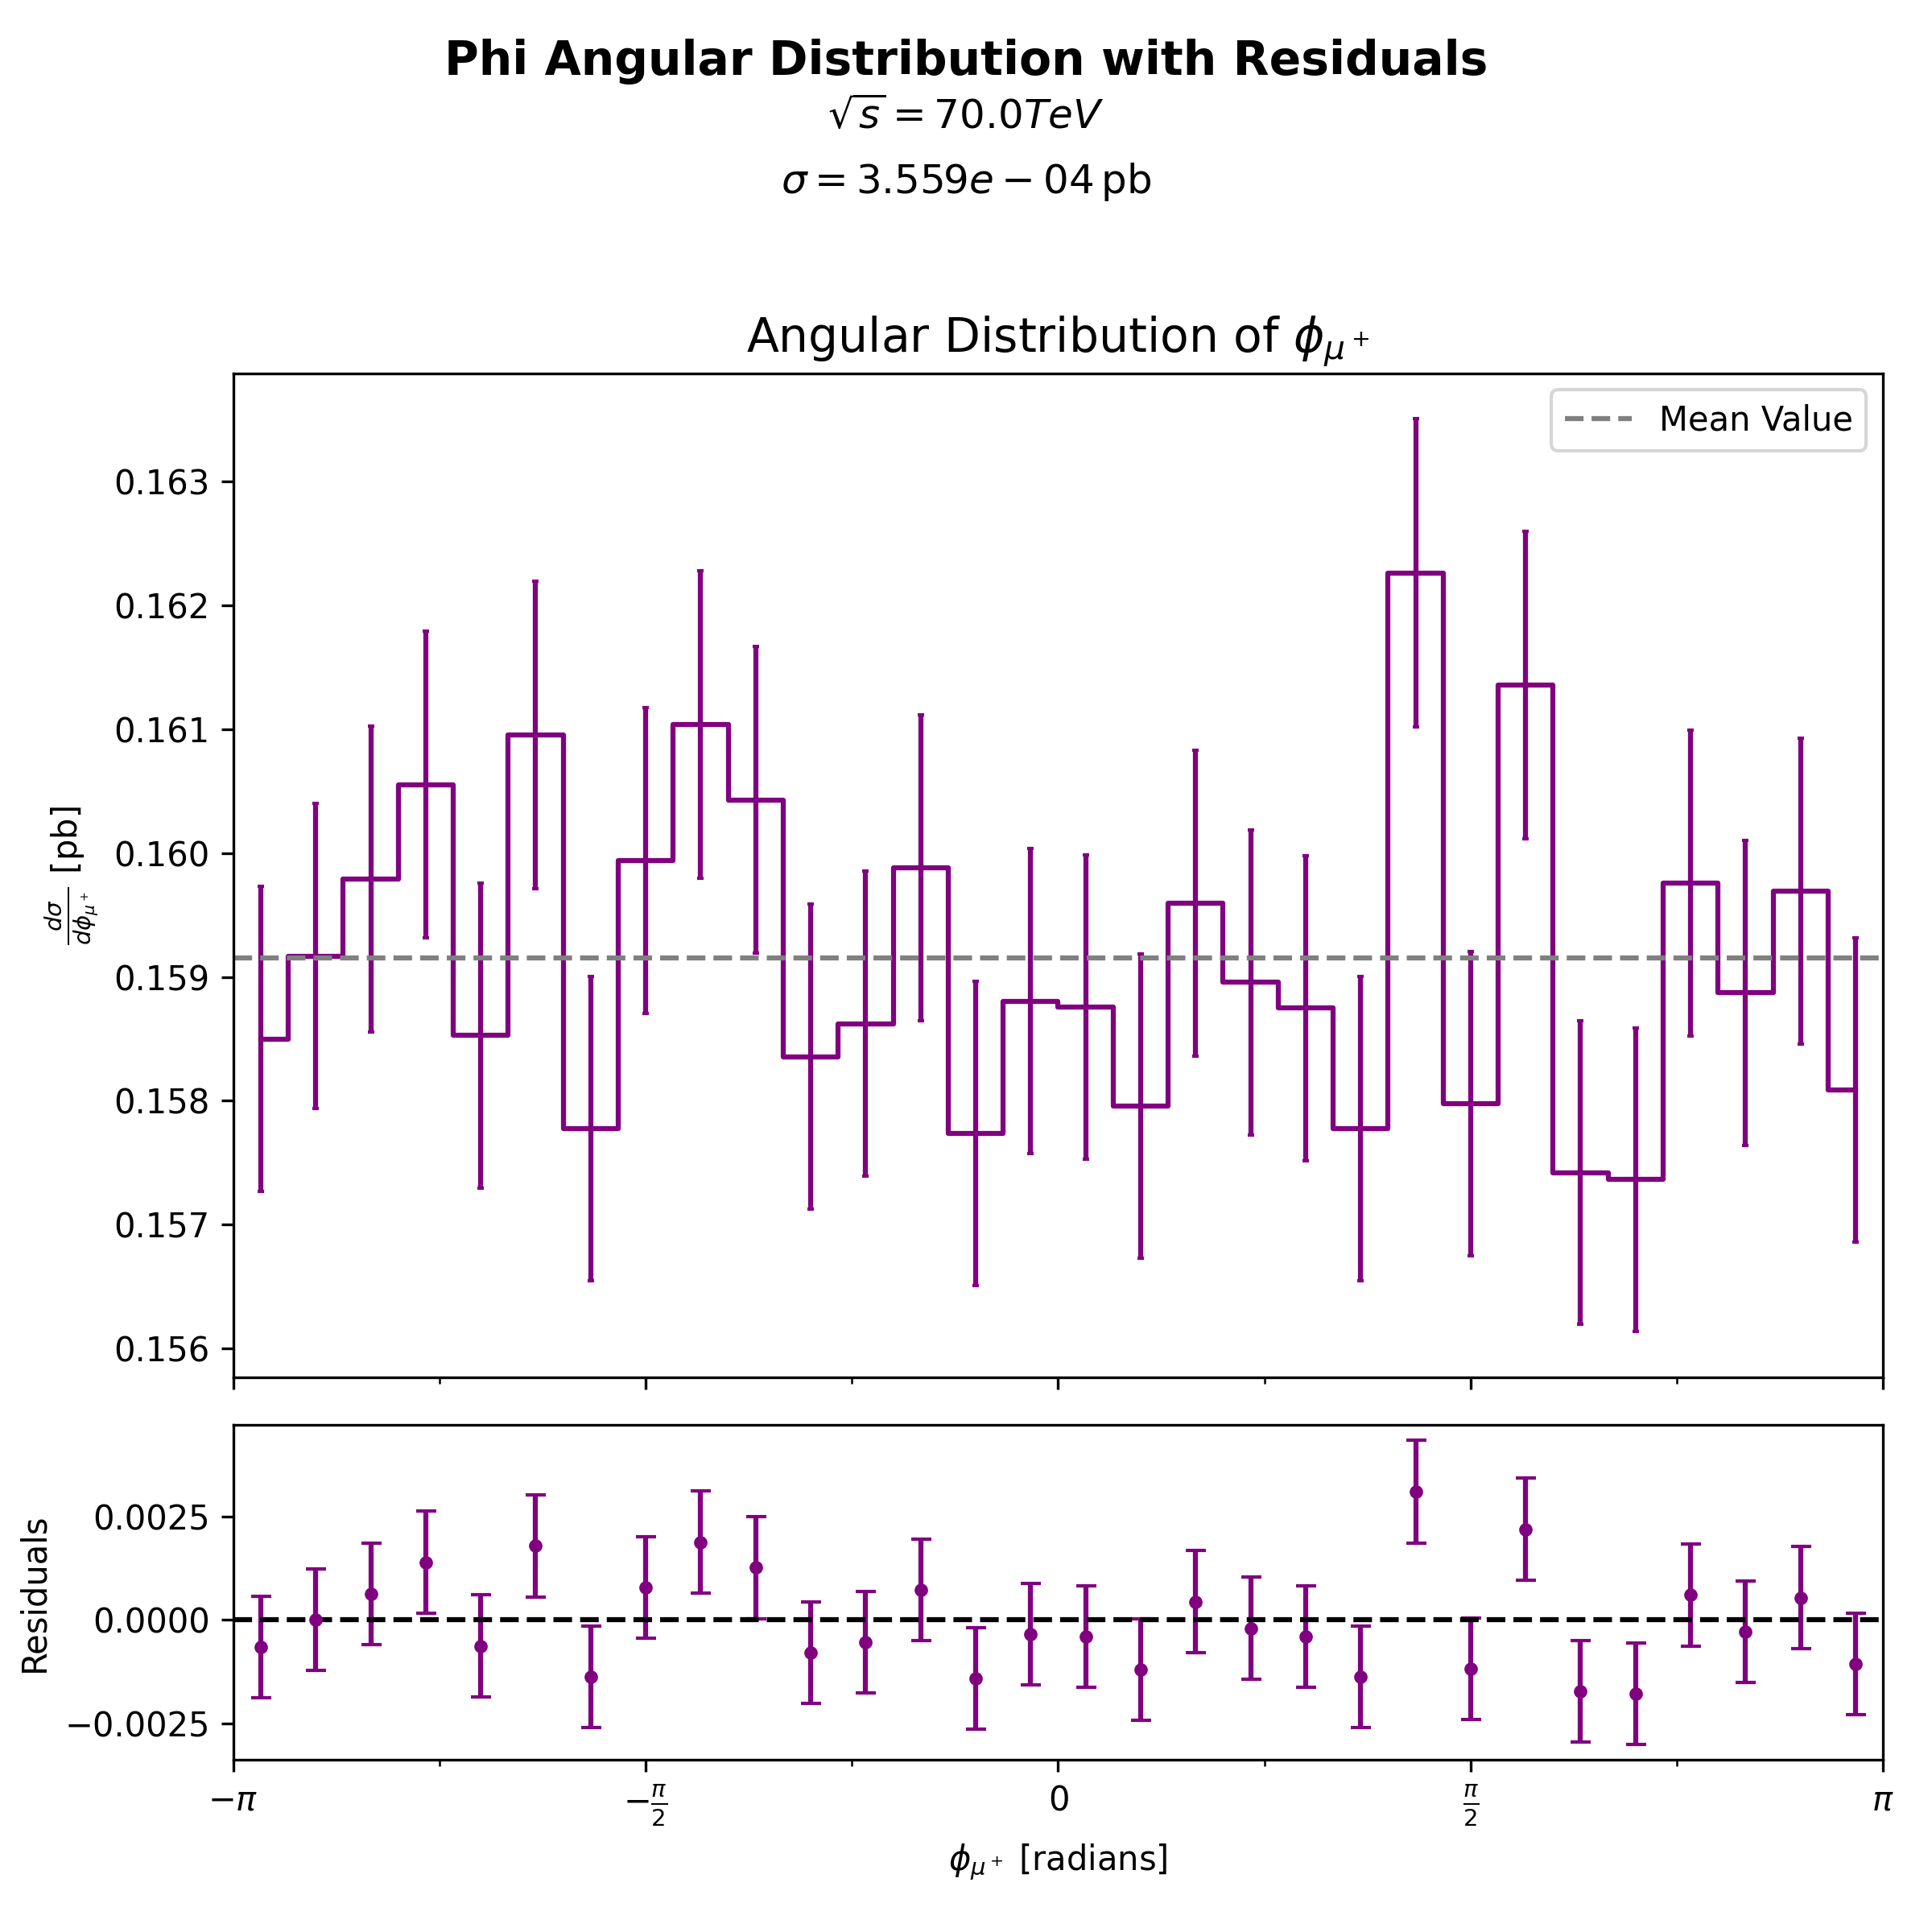 Phi Angular Distribution with Residuals
√s = 70.0TeV
σ = 3.559e − 04 pb
Angular Distribution of ϕμ+
Mean Value
0.163
0.162
0.161
0.160
0.159
0.158
0.157
0.156
dσ/dϕμ+ [pb]
0.0025
0.0000
−0.0025
Residuals
−π
−π/2
0
π/2
π
ϕμ+ [radians]